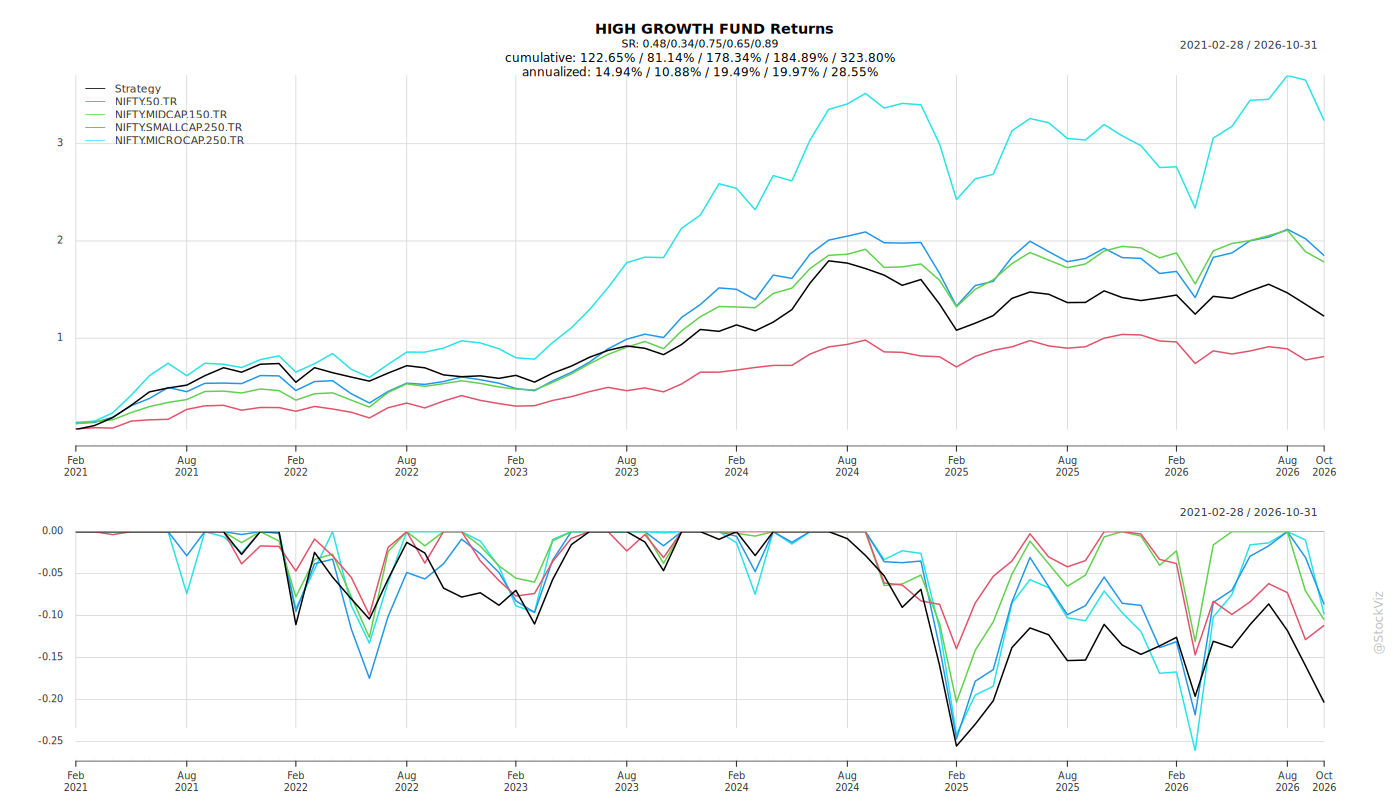 HIGH GROWTH FUND Returns
SR: 0.48/0.34/0.75/0.65/0.89
cumulative: 122.65% / 81.14% / 178.34% / 184.89% / 323.80%
annualized: 14.94% / 10.88% / 19.49% / 19.97% / 28.55%
2021-02-28 / 2026-10-31
Strategy
NIFTY.50.TR
NIFTY.MIDCAP.150.TR
NIFTY.SMALLCAP.250.TR
NIFTY.MICROCAP.250.TR
3
2
1
Feb Aug Feb Aug Feb Aug Feb Aug Feb Aug Feb Aug Oct
2021 2021 2022 2022 2023 2023 2024 2024 2025 2025 2026 2026 2026
2021-02-28 / 2026-10-31
0.00
-0.05
-0.10
-0.15
-0.20
-0.25
Feb Aug Feb Aug Feb Aug Feb Aug Feb Aug Feb Aug Oct
2021 2021 2022 2022 2023 2023 2024 2024 2025 2025 2026 2026 2026
@StockViz